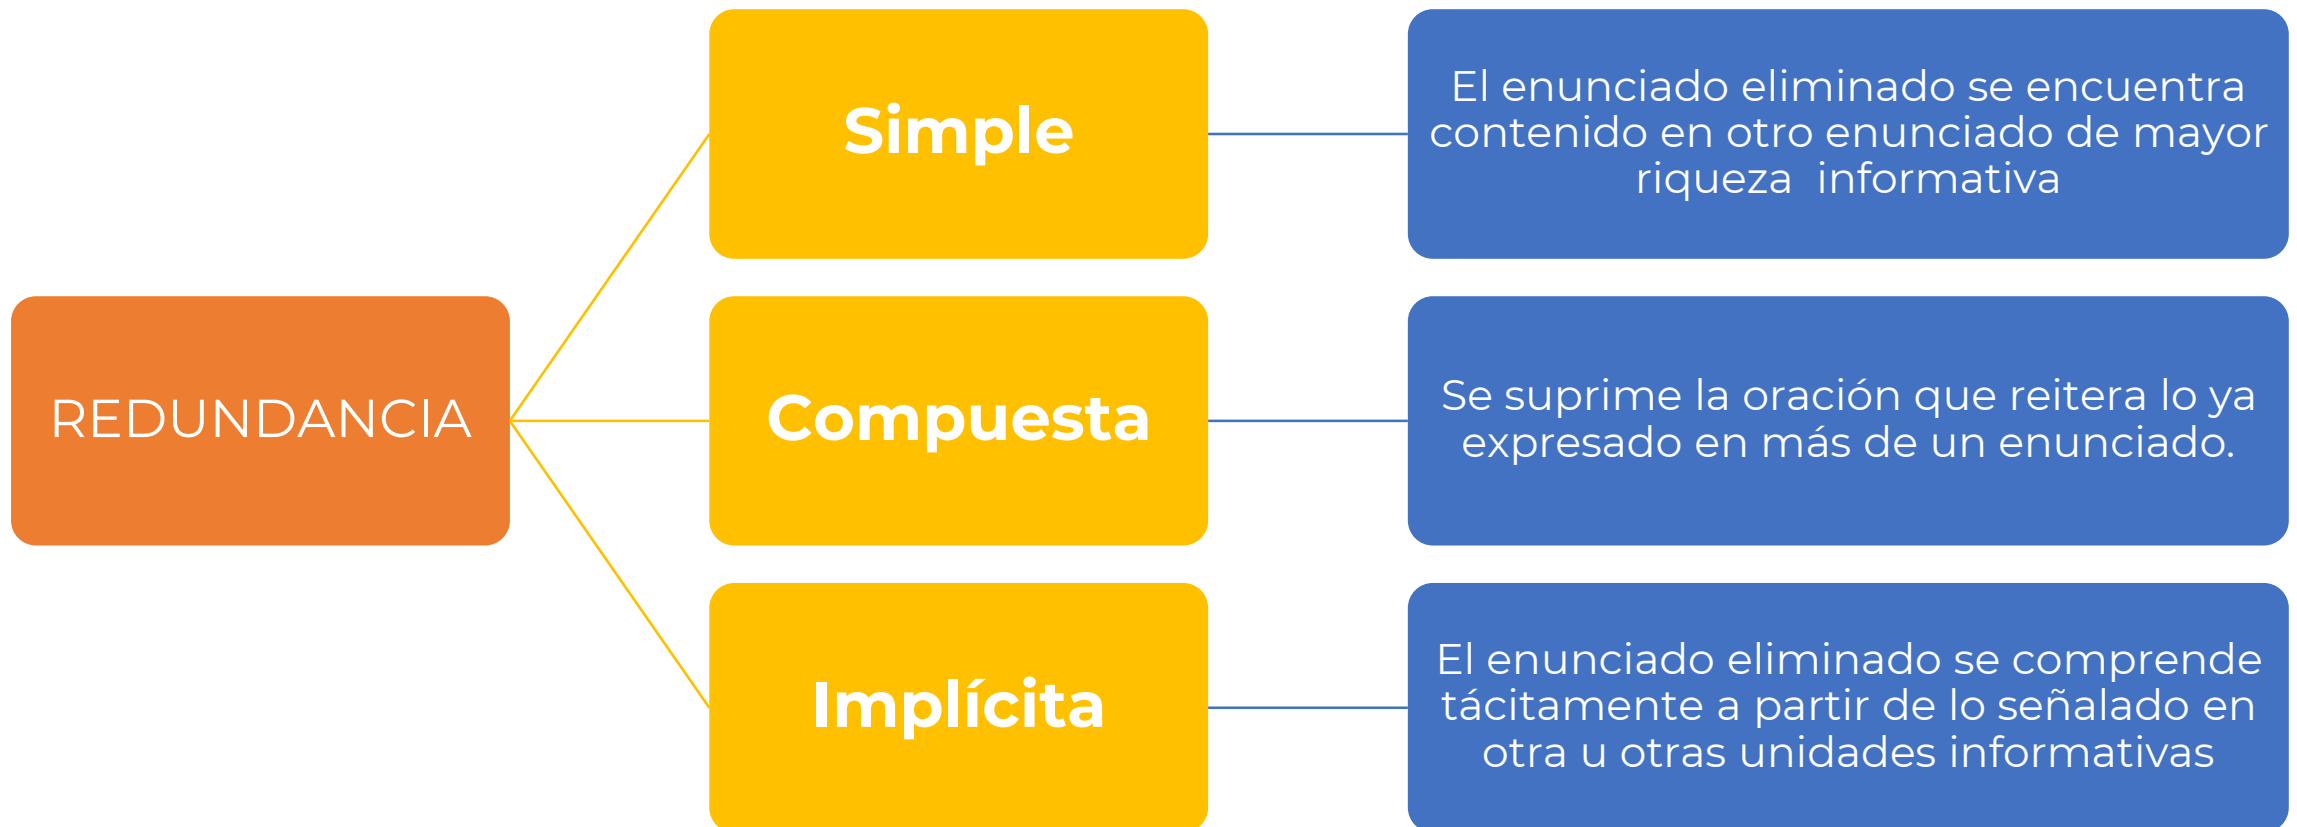 REDUNDANCIA
Simple
El enunciado eliminado se encuentra
contenido en otro enunciado de mayor
riqueza  informativa
Compuesta
Se suprime la oración que reitera lo ya
expresado en más de un enunciado.
Implícita
El enunciado eliminado se comprende
tácitamente a partir de lo señalado en
otra u otras unidades informativas